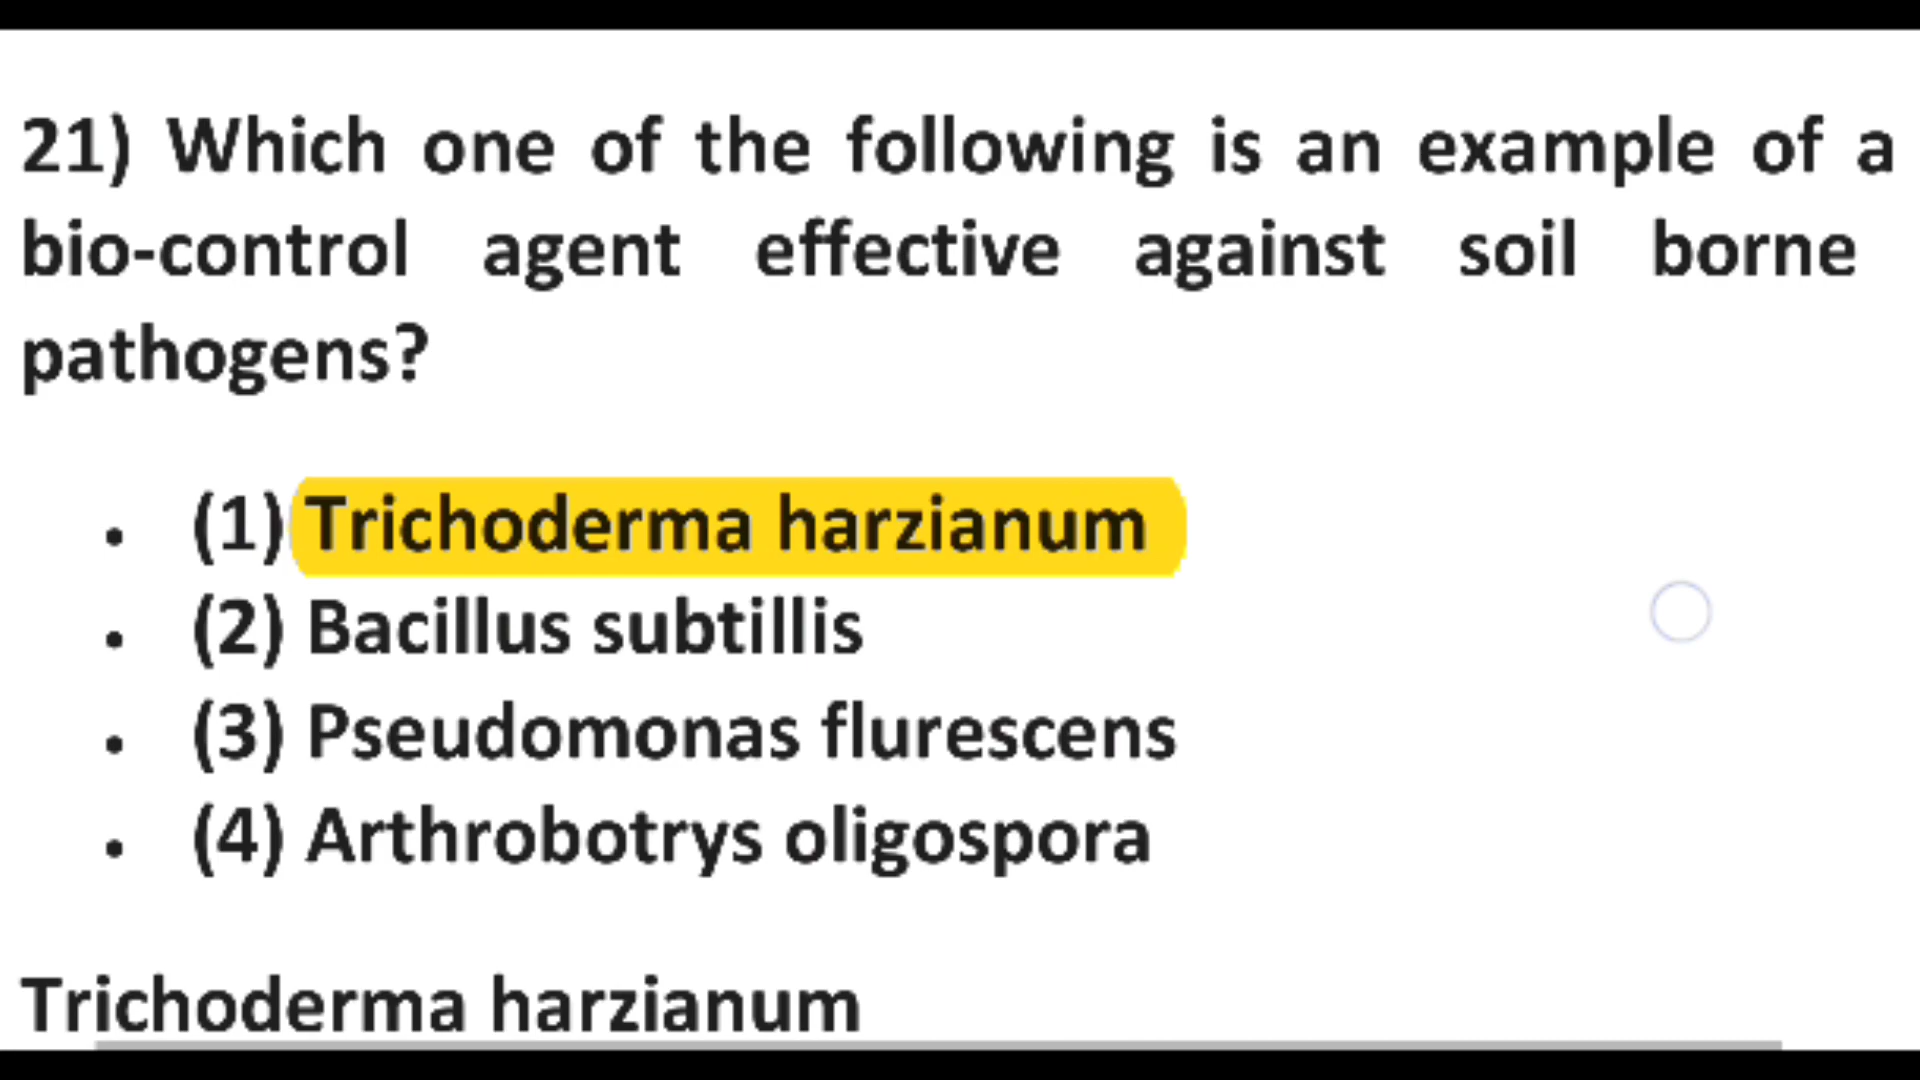 21) Which one of the following is an example of a
bio-control agent effective against soil borne
pathogens?
• (1) Trichoderma harzianum
• (2) Bacillus subtillis
• (3) Pseudomonas flurescens
• (4) Arthrobotrys oligospora
Trichoderma harzianum